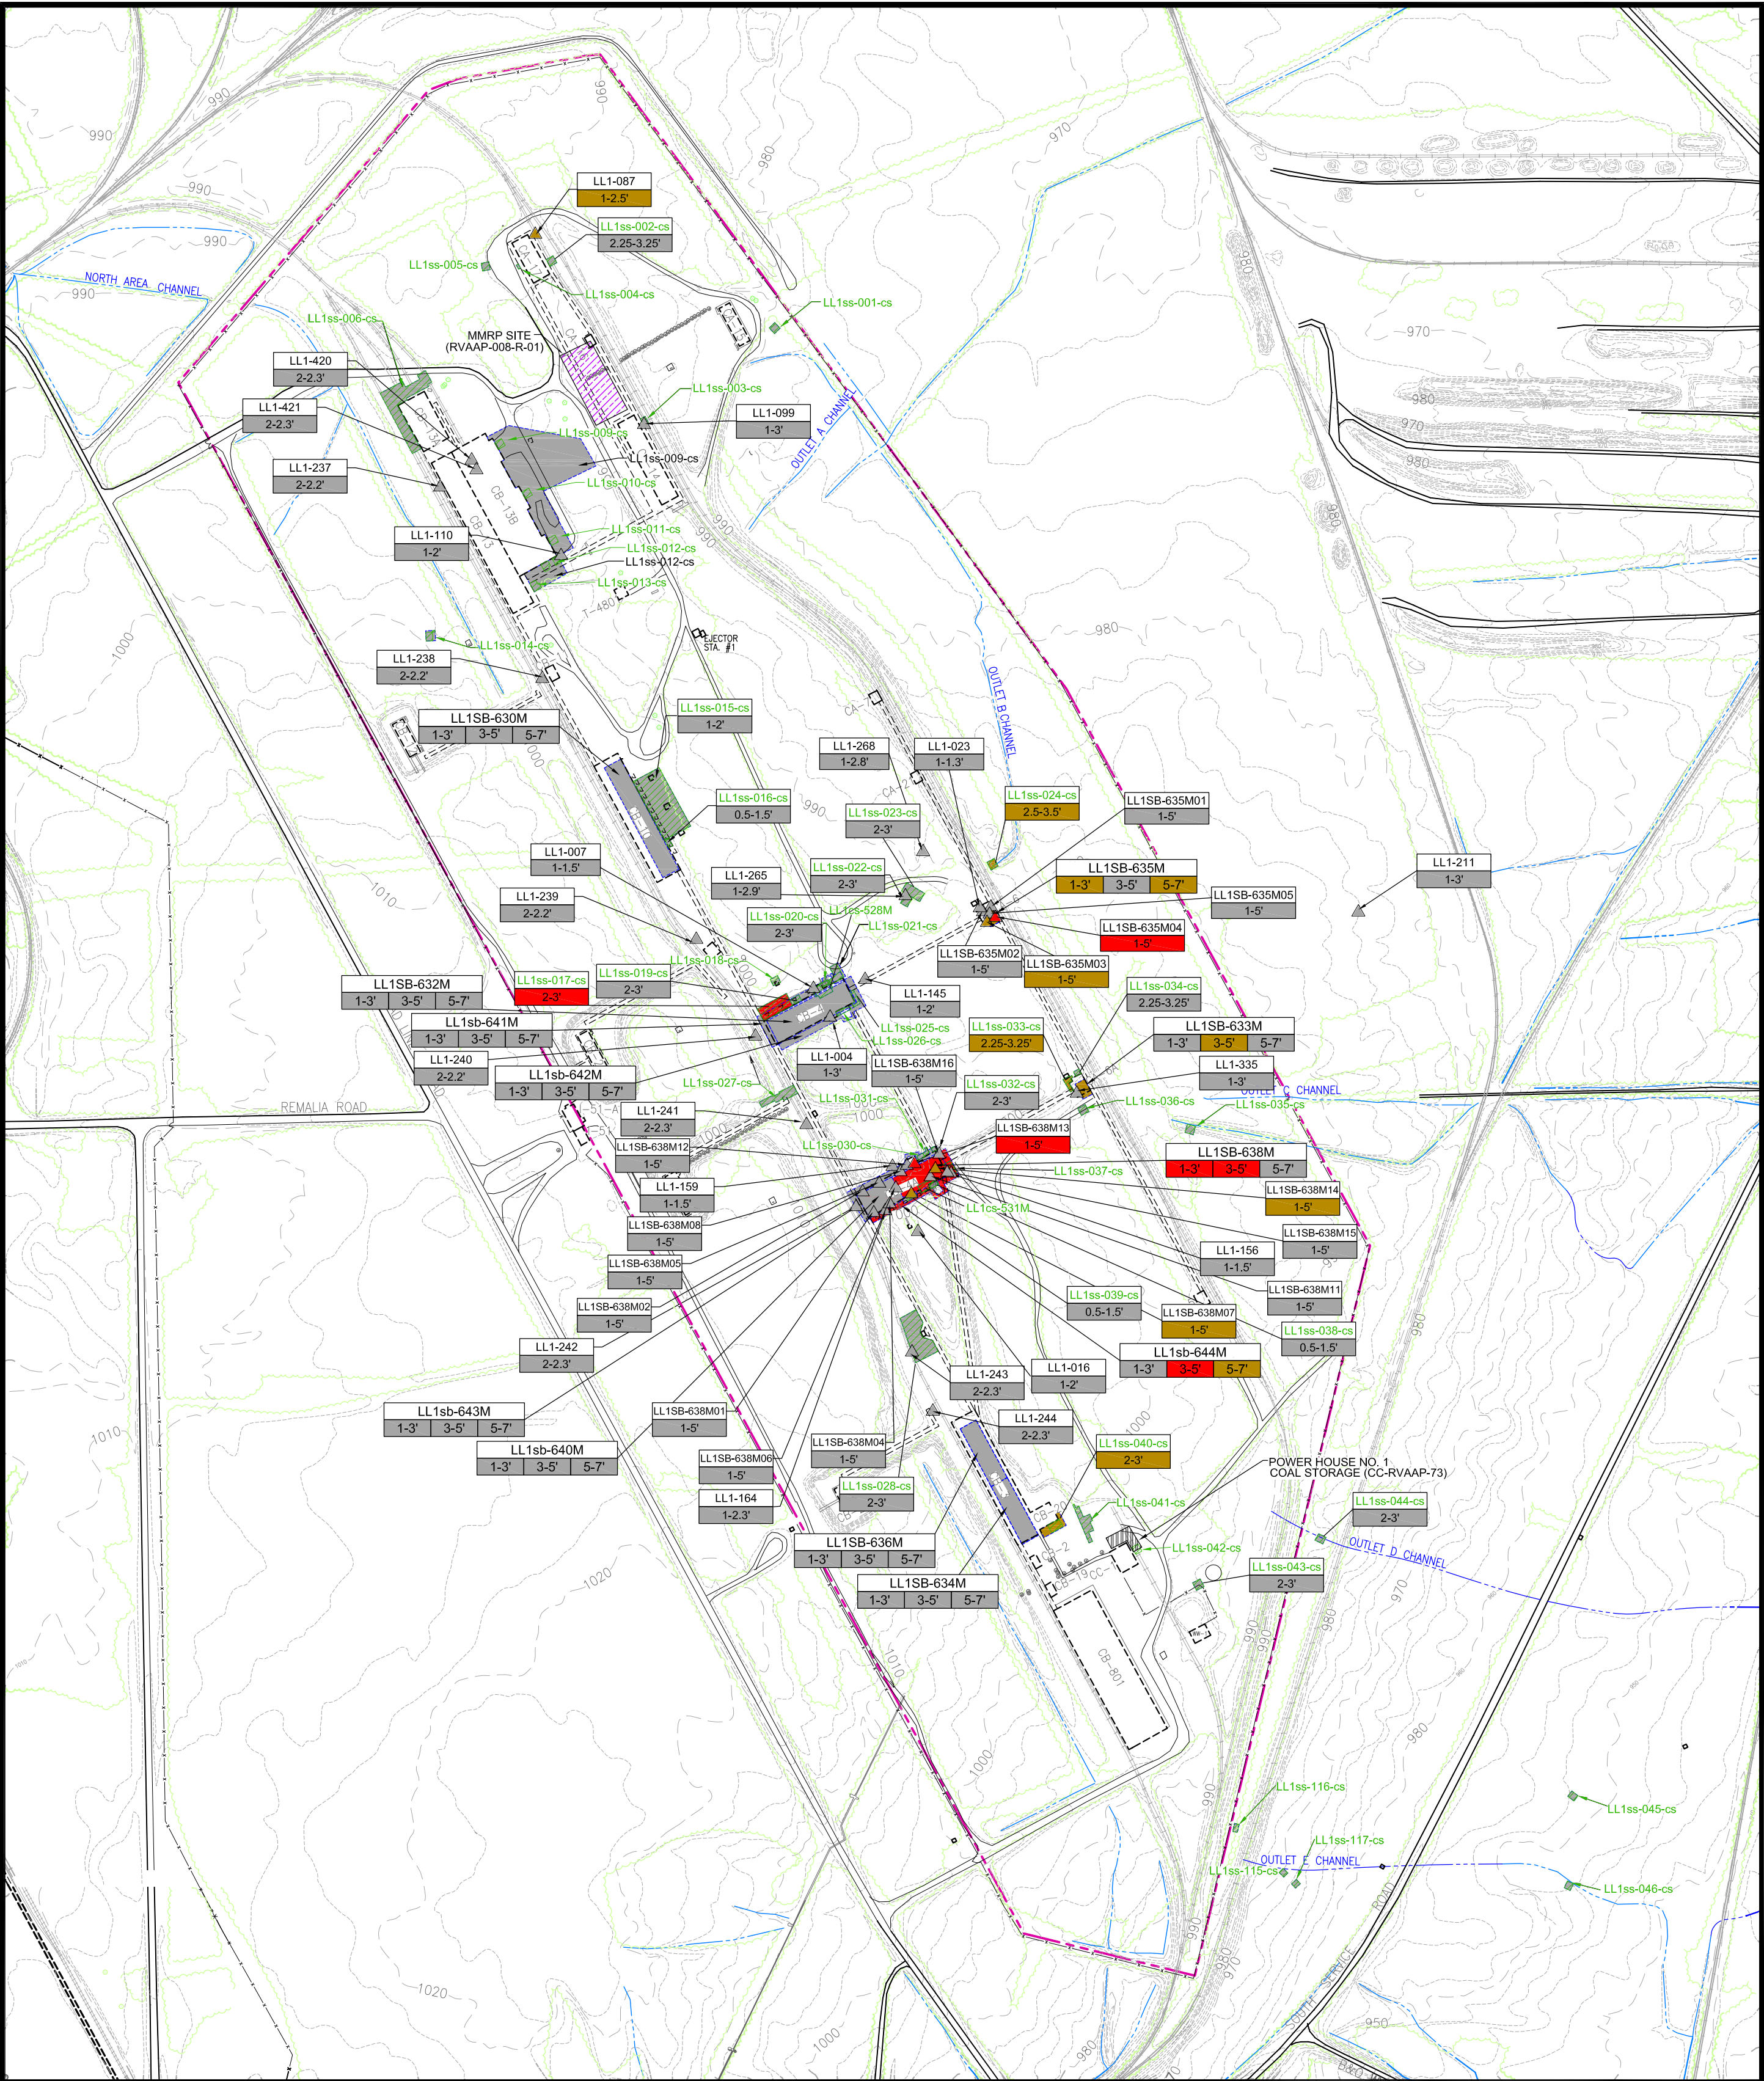 LL1-087
1-2.5'
LL1ss-002-cs
2.25-3.25'
LL1ss-005-cs
LL1ss-004-cs
LL1ss-001-cs
NORTH AREA CHANNEL
LL1ss-006-cs
MMRP SITE
(RVAAP-008-R-01)
LL1-420
2-2.3'
LL1ss-003-cs
LL1-421
2-2.3'
LL1-099
1-3'
OUTLET A CHANNEL
LL1ss-009-cs
LL1ss-009-cs
LL1-237
2-2.2'
LL1ss-010-cs
CB-13A
CB-13B
CB-13
LL1-110
1-2'
LL1ss-011-cs
LL1ss-012-cs
LL1ss-012-cs
LL1ss-013-cs
T-480
EJECTOR
STA. #1
LL1ss-014-cs
LL1-238
2-2.2'
OUTLET B CHANNEL
LL1SB-630M
1-3' 3-5' 5-7'
LL1ss-015-cs
1-2'
CB-10
LL1-268
1-2.8'
LL1-023
1-1.3'
LL1ss-016-cs
0.5-1.5'
LL1ss-023-cs
2-3'
LL1ss-024-cs
2.5-3.5'
LL1SB-635M01
1-5'
LL1-007
1-1.5'
LL1-265
1-2.9'
LL1ss-022-cs
2-3'
LL1SB-635M
1-3' 3-5' 5-7'
LL1-211
1-3'
LL1-239
2-2.2'
LL1ss-020-cs
2-3'
LL1cs-528M
LL1ss-021-cs
LL1SB-635M05
1-5'
LL1SB-635M04
1-5'
LL1SB-635M02
1-5'
LL1SB-635M03
1-5'
LL1ss-018-cs
LL1SB-632M
1-3' 3-5' 5-7'
LL1ss-017-cs
2-3'
LL1ss-019-cs
2-3'
LL1-145
1-2'
LL1ss-034-cs
2.25-3.25'
LL1sb-641M
1-3' 3-5' 5-7'
LL1ss-025-cs
LL1ss-026-cs
LL1ss-033-cs
2.25-3.25'
LL1SB-633M
1-3' 3-5' 5-7'
LL1-240
2-2.2'
LL1sb-642M
1-3' 3-5' 5-7'
LL1-004
1-3'
LL1SB-638M16
1-5'
LL1-335
1-3'
OUTLET C CHANNEL
LL1ss-027-cs
LL1ss-032-cs
2-3'
LL1ss-031-cs
LL1ss-036-cs
LL1ss-035-cs
REMALIA ROAD
LL1-241
2-2.3'
LL1SB-638M13
1-5'
LL1SB-638M12
1-5'
LL1ss-030-cs
LL1SB-638M
1-3' 3-5' 5-7'
LL1ss-037-cs
LL1-159
1-1.5'
LL1SB-638M14
1-5'
LL1cs-531M
LL1SB-638M08
1-5'
LL1SB-638M15
1-5'
LL1-156
1-1.5'
LL1SB-638M05
1-5'
LL1SB-638M11
1-5'
LL1ss-039-cs
0.5-1.5'
LL1SB-638M02
1-5'
LL1SB-638M07
1-5'
LL1ss-038-cs
0.5-1.5'
LL1-242
2-2.3'
LL1sb-644M
1-3' 3-5' 5-7'
LL1-243
2-2.3'
LL1-016
1-2'
LL1sb-643M
1-3' 3-5' 5-7'
LL1SB-638M01
1-5'
LL1-244
2-2.3'
LL1sb-640M
1-3' 3-5' 5-7'
LL1SB-638M06
1-5'
LL1SB-638M04
1-5'
LL1ss-040-cs
2-3'
POWER HOUSE NO. 1
COAL STORAGE (CC-RVAAP-73)
LL1-164
1-2.3'
LL1ss-028-cs
2-3'
LL1ss-041-cs
LL1ss-044-cs
2-3'
LL1SB-636M
1-3' 3-5' 5-7'
LL1ss-042-cs
OUTLET D CHANNEL
LL1ss-043-cs
2-3'
LL1SB-634M
1-3' 3-5' 5-7'
CB-19
CB-801
LL1ss-116-cs
LL1ss-045-cs
LL1ss-117-cs
OUTLET E CHANNEL
LL1ss-115-cs
LL1ss-046-cs
SOUTH SERVICE ROAD
990
980
970
1000
1010
1020
950